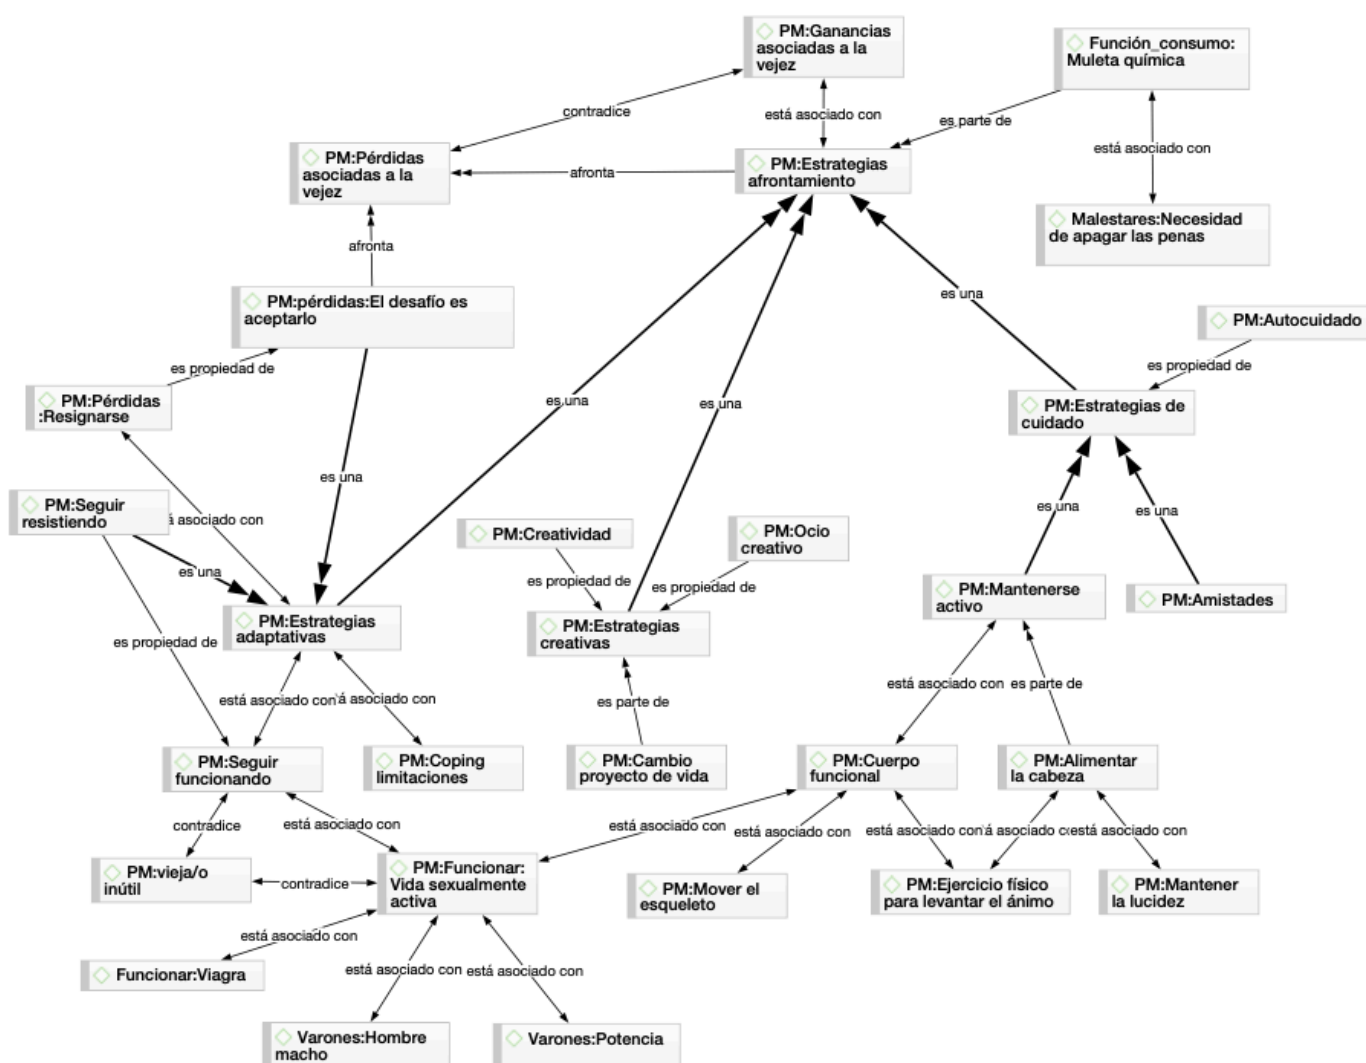 PM:Ganancias
asociadas a la
vejez
Función_consumo:
Muleta química
contradice
está asociado con
es parte de
está asociado con
PM:Pérdidas
asociadas a la
vejez
afronta
PM:Estrategias
afrontamiento
Malestares:Necesidad
de apagar las penas
afronta
PM:pérdidas:El desafío es
aceptarlo
es una
PM:Autocuidado
es propiedad de
es propiedad de
PM:Pérdidas
:Resignarse
es una
es una
PM:Estrategias de
cuidado
es una
PM:Seguir
resistiendo
á asociado con
es una
es una
es una
PM:Creatividad
PM:Ocio
creativo
es propiedad de
es propiedad de
PM:Mantenerse
activo
PM:Amistades
PM:Estrategias
adaptativas
PM:Estrategias
creativas
es propiedad de
está asociado con
á asociado con
es parte de
está asociado con
es parte de
PM:Seguir
funcionando
PM:Coping
limitaciones
PM:Cambio
proyecto de vida
PM:Cuerpo
funcional
PM:Alimentar
la cabeza
contradice
está asociado con
está asociado con
está asociado con
está asociado con
á asociado c
está asociado con
PM:vieja/o
inútil
contradice
PM:Funcionar:
Vida sexualmente
activa
PM:Mover el
esqueleto
PM:Ejercicio físico
para levantar el ánimo
PM:Mantener
la lucidez
está asociado con
Funcionar:Viagra
está asociado con
está asociado con
Varones:Hombre
macho
Varones:Potencia